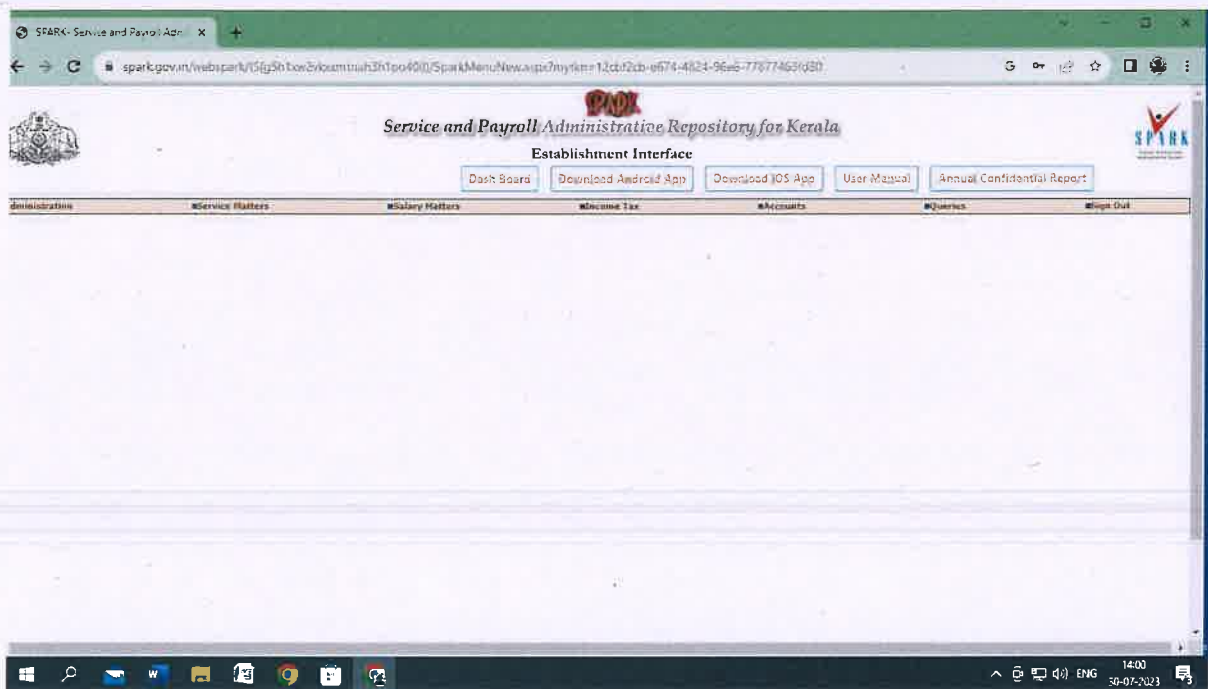 SPARK- Service and Payroll Adm
spark.gov.in/webspark/
SPARK
Service and Payroll Administrative Repository for Kerala
SPARK
Establishment Interface
Dash Board Download Android App Download IOS App User Manual Annual Confidential Report
dministration Service Matters Salary Matters Income Tax Accounts Queries Sign Out
ENG 14:00
30-07-2023